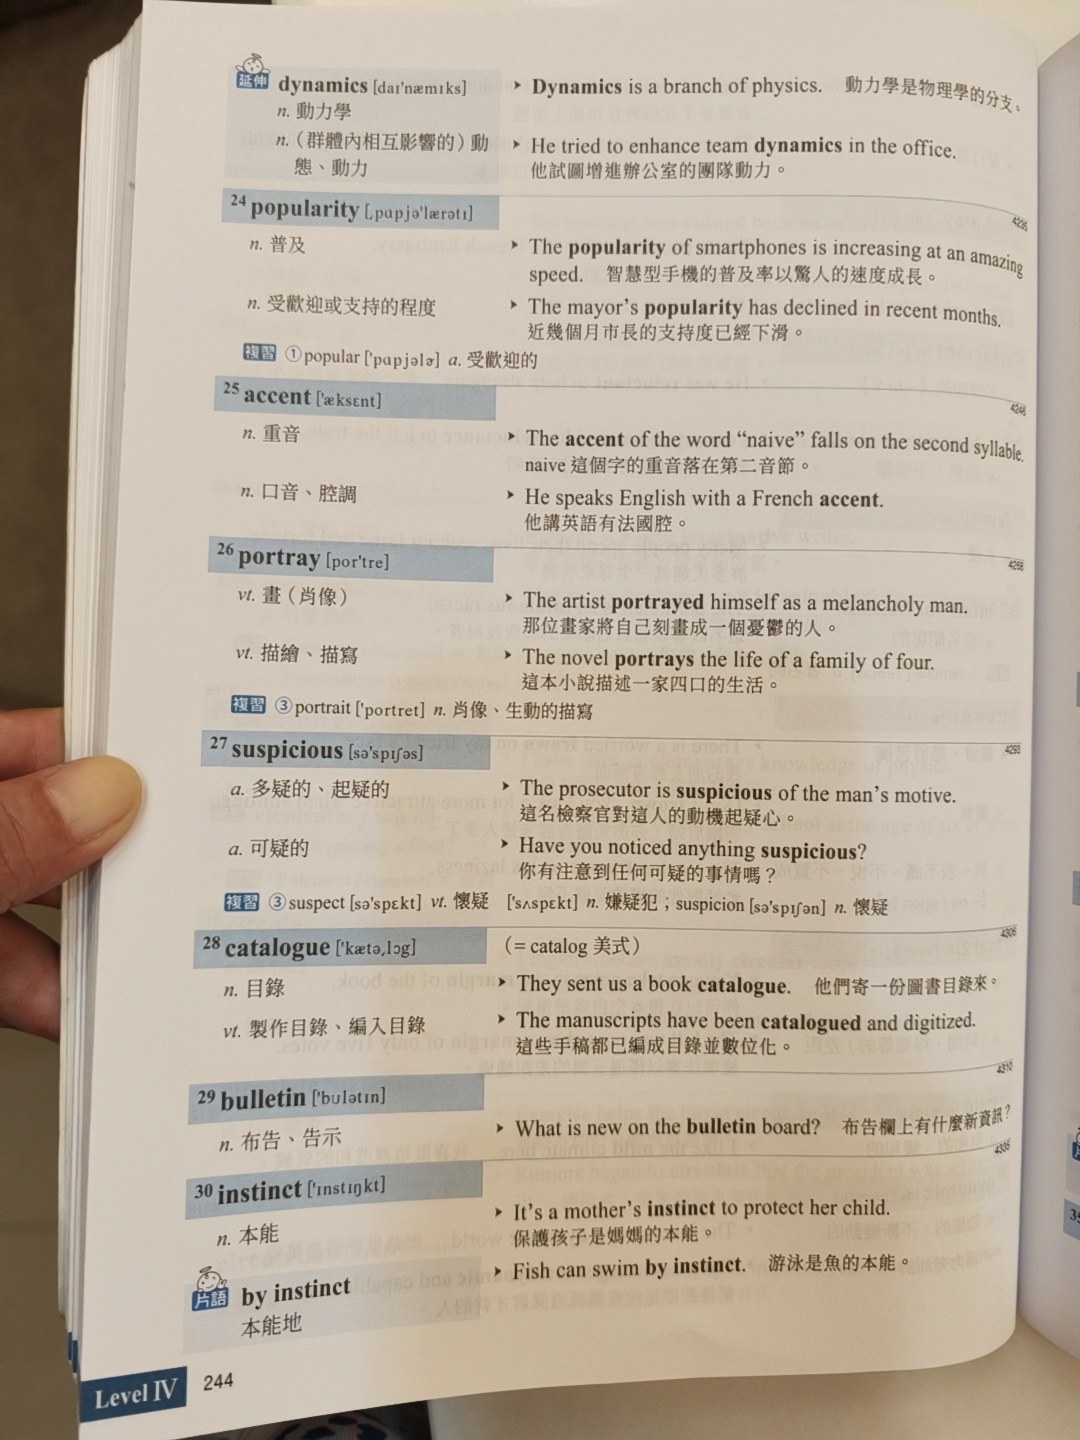 延伸 dynamics [daɪˈnæmɪks] ‣ Dynamics is a branch of physics. 動力學是物理學的分支。
n. 動力學
n.（群體內相互影響的）動 ‣ He tried to enhance team dynamics in the office.
態、動力 他試圖增進辦公室的團隊動力。
24 popularity [ˌpɑpjəˈlærətɪ] 4235
n. 普及 ‣ The popularity of smartphones is increasing at an amazing
speed. 智慧型手機的普及率以驚人的速度成長。
n. 受歡迎或支持的程度 ‣ The mayor's popularity has declined in recent months.
近幾個月市長的支持度已經下滑。
複習 ①popular [ˈpɑpjələ˞] a. 受歡迎的
25 accent [ˈæksɛnt] 4246
n. 重音 ‣ The accent of the word “naive” falls on the second syllable.
naive 這個字的重音落在第二音節。
n. 口音、腔調 ‣ He speaks English with a French accent.
他講英語有法國腔。
26 portray [porˈtre] 4268
vt. 畫（肖像） ‣ The artist portrayed himself as a melancholy man.
那位畫家將自己刻畫成一個憂鬱的人。
vt. 描繪、描寫 ‣ The novel portrays the life of a family of four.
這本小說描述一家四口的生活。
複習 ③portrait [ˈportret] n. 肖像、生動的描寫
27 suspicious [səˈspɪʃəs] 4293
a. 多疑的、起疑的 ‣ The prosecutor is suspicious of the man's motive.
這名檢察官對這人的動機起疑心。
a. 可疑的 ‣ Have you noticed anything suspicious?
你有注意到任何可疑的事情嗎？
複習 ③suspect [səˈspɛkt] vt. 懷疑 [ˈsʌspɛkt] n. 嫌疑犯；suspicion [səˈspɪʃən] n. 懷疑
28 catalogue [ˈkætəˌlɔg] （= catalog 美式） 4306
n. 目錄 ‣ They sent us a book catalogue. 他們寄一份圖書目錄來。
vt. 製作目錄、編入目錄 ‣ The manuscripts have been catalogued and digitized.
這些手稿都已編成目錄並數位化。
29 bulletin [ˈbʊlətɪn] 4310
n. 布告、告示 ‣ What is new on the bulletin board? 布告欄上有什麼新資訊？
30 instinct [ˈɪnstɪŋkt] 4335
n. 本能 ‣ It's a mother's instinct to protect her child.
保護孩子是媽媽的本能。
片語 by instinct ‣ Fish can swim by instinct. 游泳是魚的本能。
本能地
Level IV 244